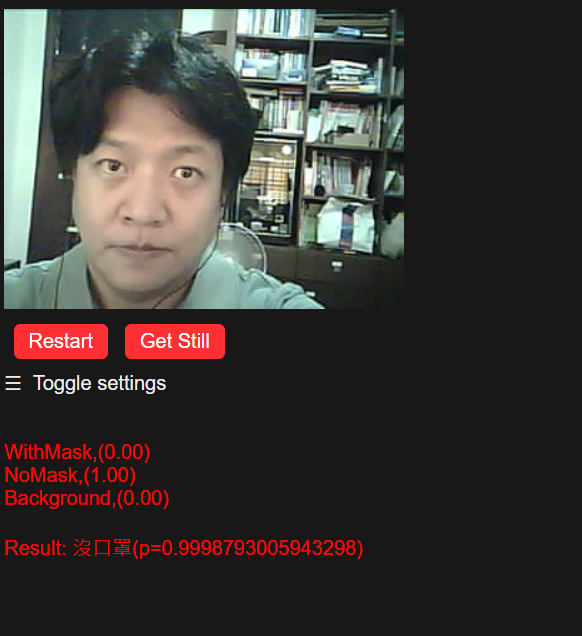 Restart Get Still
☰ Toggle settings
WithMask,(0.00)
NoMask,(1.00)
Background,(0.00)
Result: 沒口罩(p=0.9998793005943298)